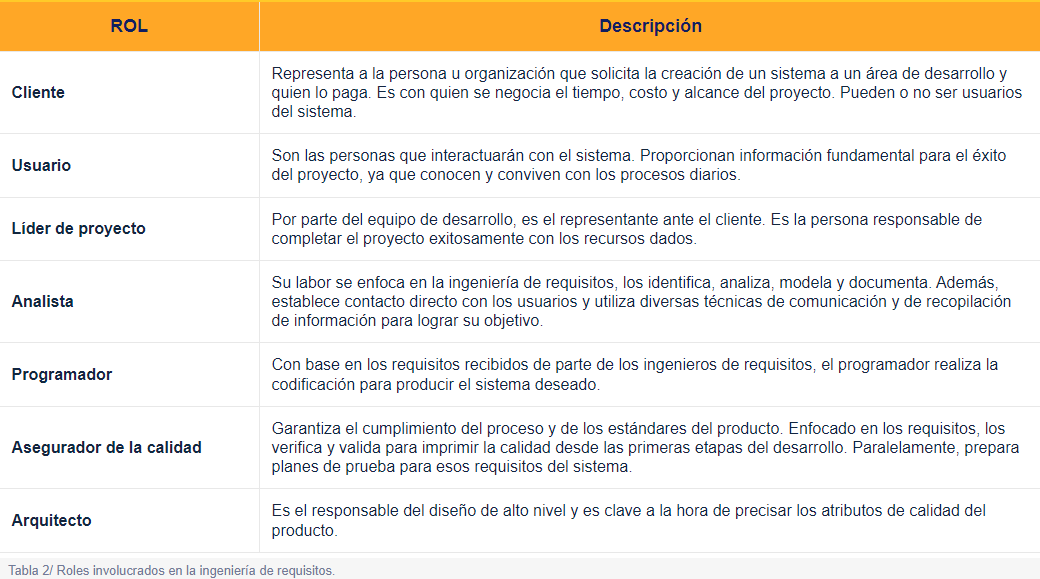 ROL
Descripción
Cliente
Representa a la persona u organización que solicita la creación de un sistema a un área de desarrollo y
quien lo paga. Es con quien se negocia el tiempo, costo y alcance del proyecto. Pueden o no ser usuarios
del sistema.
Usuario
Son las personas que interactuarán con el sistema. Proporcionan información fundamental para el éxito
del proyecto, ya que conocen y conviven con los procesos diarios.
Líder de proyecto
Por parte del equipo de desarrollo, es el representante ante el cliente. Es la persona responsable de
completar el proyecto exitosamente con los recursos dados.
Analista
Su labor se enfoca en la ingeniería de requisitos, los identifica, analiza, modela y documenta. Además,
establece contacto directo con los usuarios y utiliza diversas técnicas de comunicación y de recopilación
de información para lograr su objetivo.
Programador
Con base en los requisitos recibidos de parte de los ingenieros de requisitos, el programador realiza la
codificación para producir el sistema deseado.
Asegurador de la calidad
Garantiza el cumplimiento del proceso y de los estándares del producto. Enfocado en los requisitos, los
verifica y valida para imprimir la calidad desde las primeras etapas del desarrollo. Paralelamente, prepara
planes de prueba para esos requisitos del sistema.
Arquitecto
Es el responsable del diseño de alto nivel y es clave a la hora de precisar los atributos de calidad del
producto.
Tabla 2/ Roles involucrados en la ingeniería de requisitos.